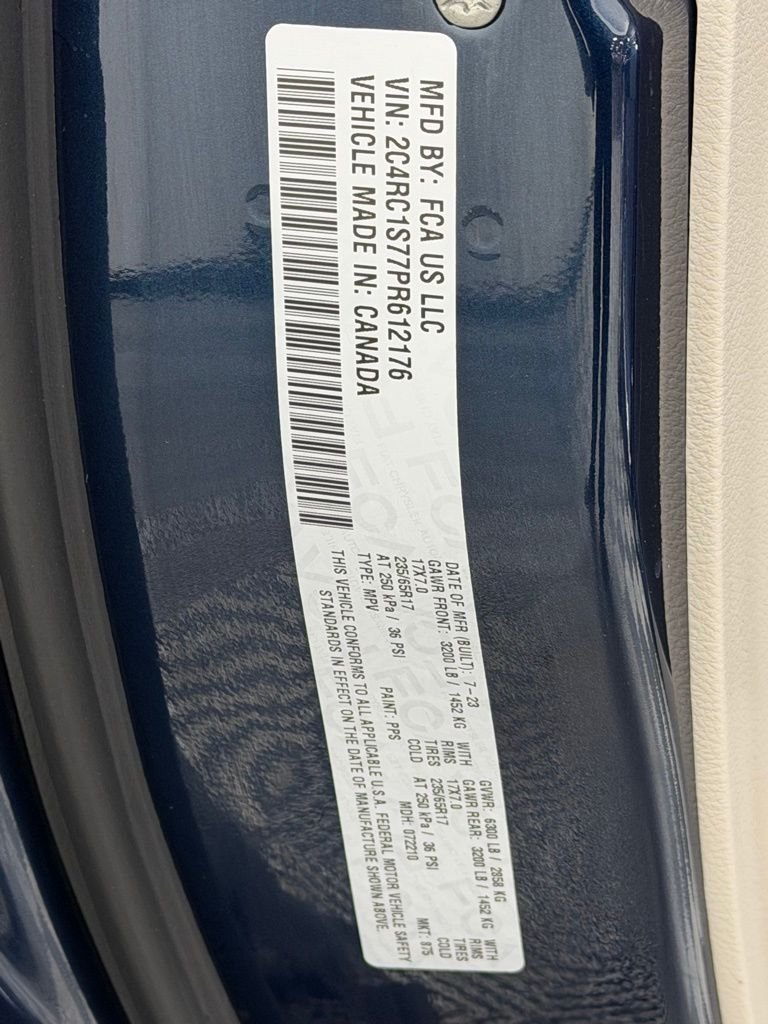 MFD BY: FCA US LLC
VIN: 2C4RC1S77PR612176
VEHICLE MADE IN: CANADA
DATE OF MFR (BUILT): 7-23 GVWR: 6300 LB / 2858 KG
GAWR FRONT: 3200 LB / 1452 KG WITH GAWR REAR: 3200 LB / 1452 KG WITH
17X7.0 RIMS 17X7.0 RIMS
235/65R17 TIRES 235/65R17 TIRES
AT 250 kPa / 36 PSI COLD AT 250 kPa / 36 PSI COLD
TYPE: MPV PAINT: PPS MDH: 072210 MKT: 875
THIS VEHICLE CONFORMS TO ALL APPLICABLE U.S.A. FEDERAL MOTOR VEHICLE SAFETY
STANDARDS IN EFFECT ON THE DATE OF MANUFACTURE SHOWN ABOVE.